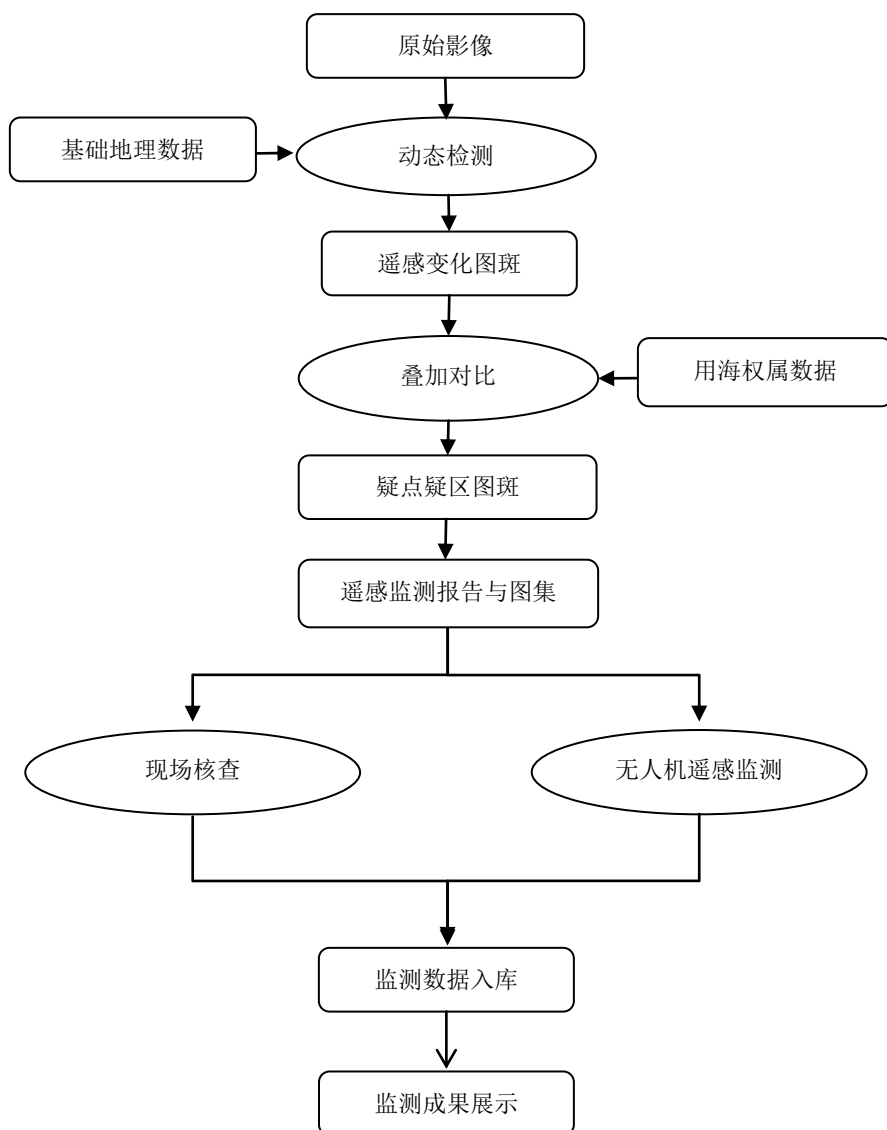 原始影像
基础地理数据
动态检测
遥感变化图斑
叠加对比
用海权属数据
疑点疑区图斑
遥感监测报告与图集
现场核查
无人机遥感监测
监测数据入库
监测成果展示